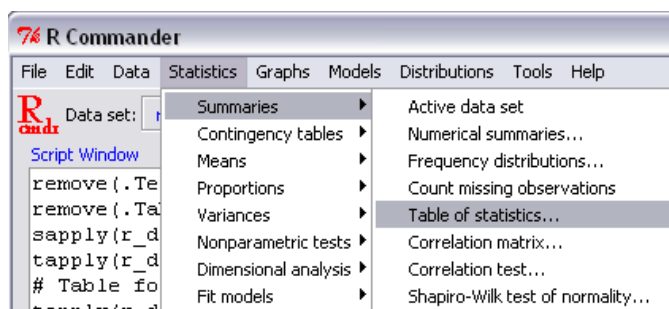 R Commander
File Edit Data Statistics Graphs Models Distributions Tools Help
R cmdr Data set:
Summaries
Contingency tables
Means
Proportions
Variances
Nonparametric tests
Dimensional analysis
Fit models
Active data set
Numerical summaries...
Frequency distributions...
Count missing observations
Table of statistics...
Correlation matrix...
Correlation test...
Shapiro-Wilk test of normality...
Script Window
remove(.Te
remove(.Ta
sapply(r_d
tapply(r_d
# Table fo